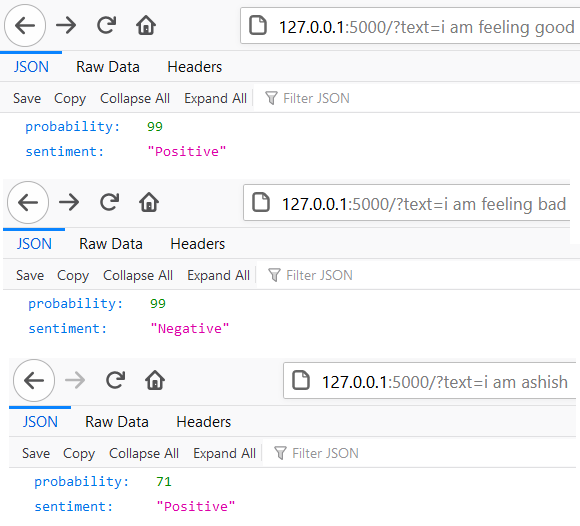 127.0.0.1:5000/?text=i am feeling good
JSON Raw Data Headers
Save Copy Collapse All Expand All Filter JSON
probability: 99
sentiment: "Positive"
127.0.0.1:5000/?text=i am feeling bad
JSON Raw Data Headers
Save Copy Collapse All Expand All Filter JSON
probability: 99
sentiment: "Negative"
127.0.0.1:5000/?text=i am ashish
JSON Raw Data Headers
Save Copy Collapse All Expand All Filter JSON
probability: 71
sentiment: "Positive"